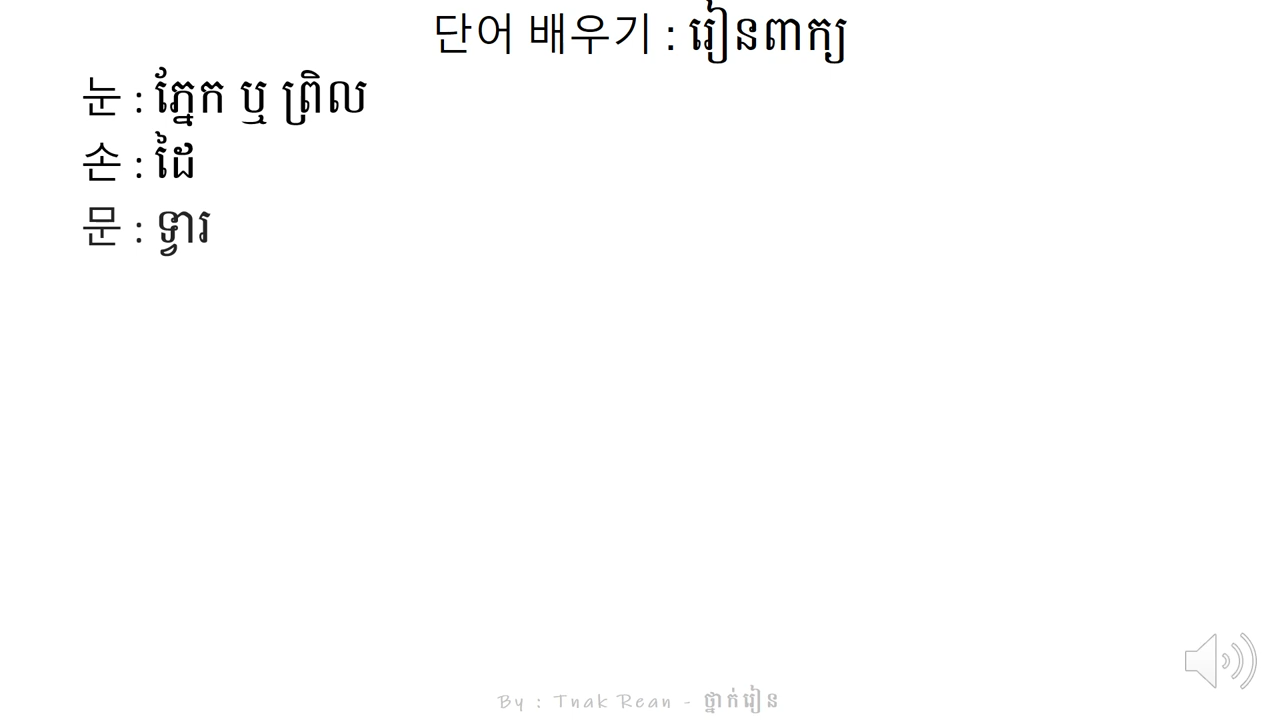 단어 배우기 : រៀនពាក្យ
눈 : ភ្នែក ឬ ព្រិល
손 : ដៃ
문 : ទ្វារ
By : Tnak Rean - ថ្នាក់រៀន